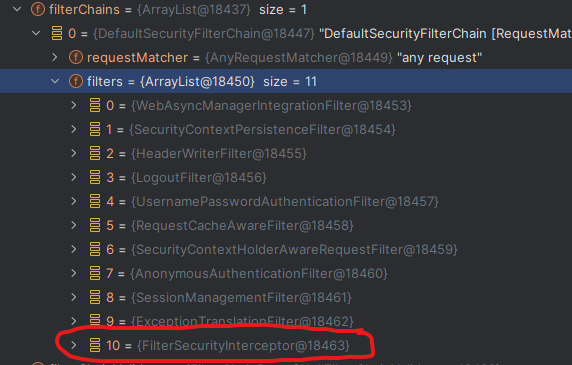 filterChains = {ArrayList@18437} size = 1
0 = {DefaultSecurityFilterChain@18447} "DefaultSecurityFilterChain [RequestMat
requestMatcher = {AnyRequestMatcher@18449} "any request"
filters = {ArrayList@18450} size = 11
0 = {WebAsyncManagerIntegrationFilter@18453}
1 = {SecurityContextPersistenceFilter@18454}
2 = {HeaderWriterFilter@18455}
3 = {LogoutFilter@18456}
4 = {UsernamePasswordAuthenticationFilter@18457}
5 = {RequestCacheAwareFilter@18458}
6 = {SecurityContextHolderAwareRequestFilter@18459}
7 = {AnonymousAuthenticationFilter@18460}
8 = {SessionManagementFilter@18461}
9 = {ExceptionTranslationFilter@18462}
10 = {FilterSecurityInterceptor@18463}